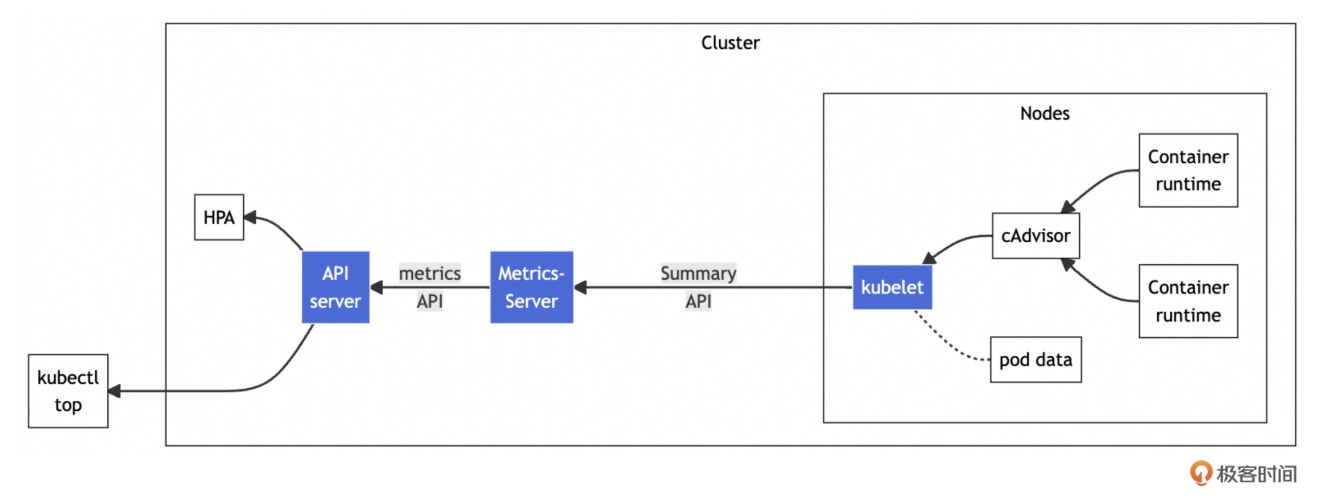 Cluster
Nodes
Container
runtime
HPA
cAdvisor
API
server
metrics
API
Metrics-
Server
Summary
API
kubelet
Container
runtime
pod data
kubectl
top
极客时间